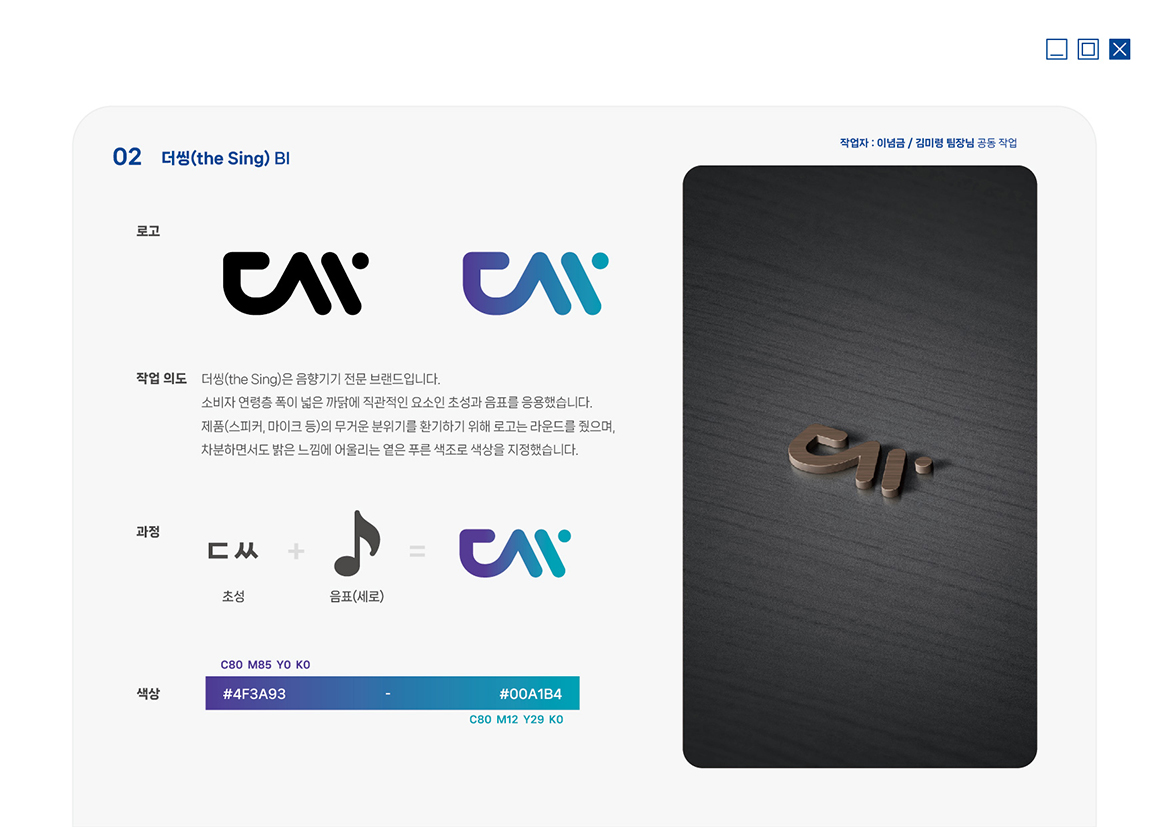 02 더씽(the Sing) BI
작업자 : 이념금 / 김미령 팀장님 공동 작업
로고
작업 의도
더씽(the Sing)은 음향기기 전문 브랜드입니다.
소비자 연령층 폭이 넓은 까닭에 직관적인 요소인 초성과 음표를 응용했습니다.
제품(스피커, 마이크 등)의 무거운 분위기를 환기하기 위해 로고는 라운드를 줬으며,
차분하면서도 밝은 느낌에 어울리는 옅은 푸른 색조로 색상을 지정했습니다.
과정
ㄷㅆ + =
초성
음표(세로)
색상
C80 M85 Y0 K0
#4F3A93 - #00A1B4
C80 M12 Y29 K0